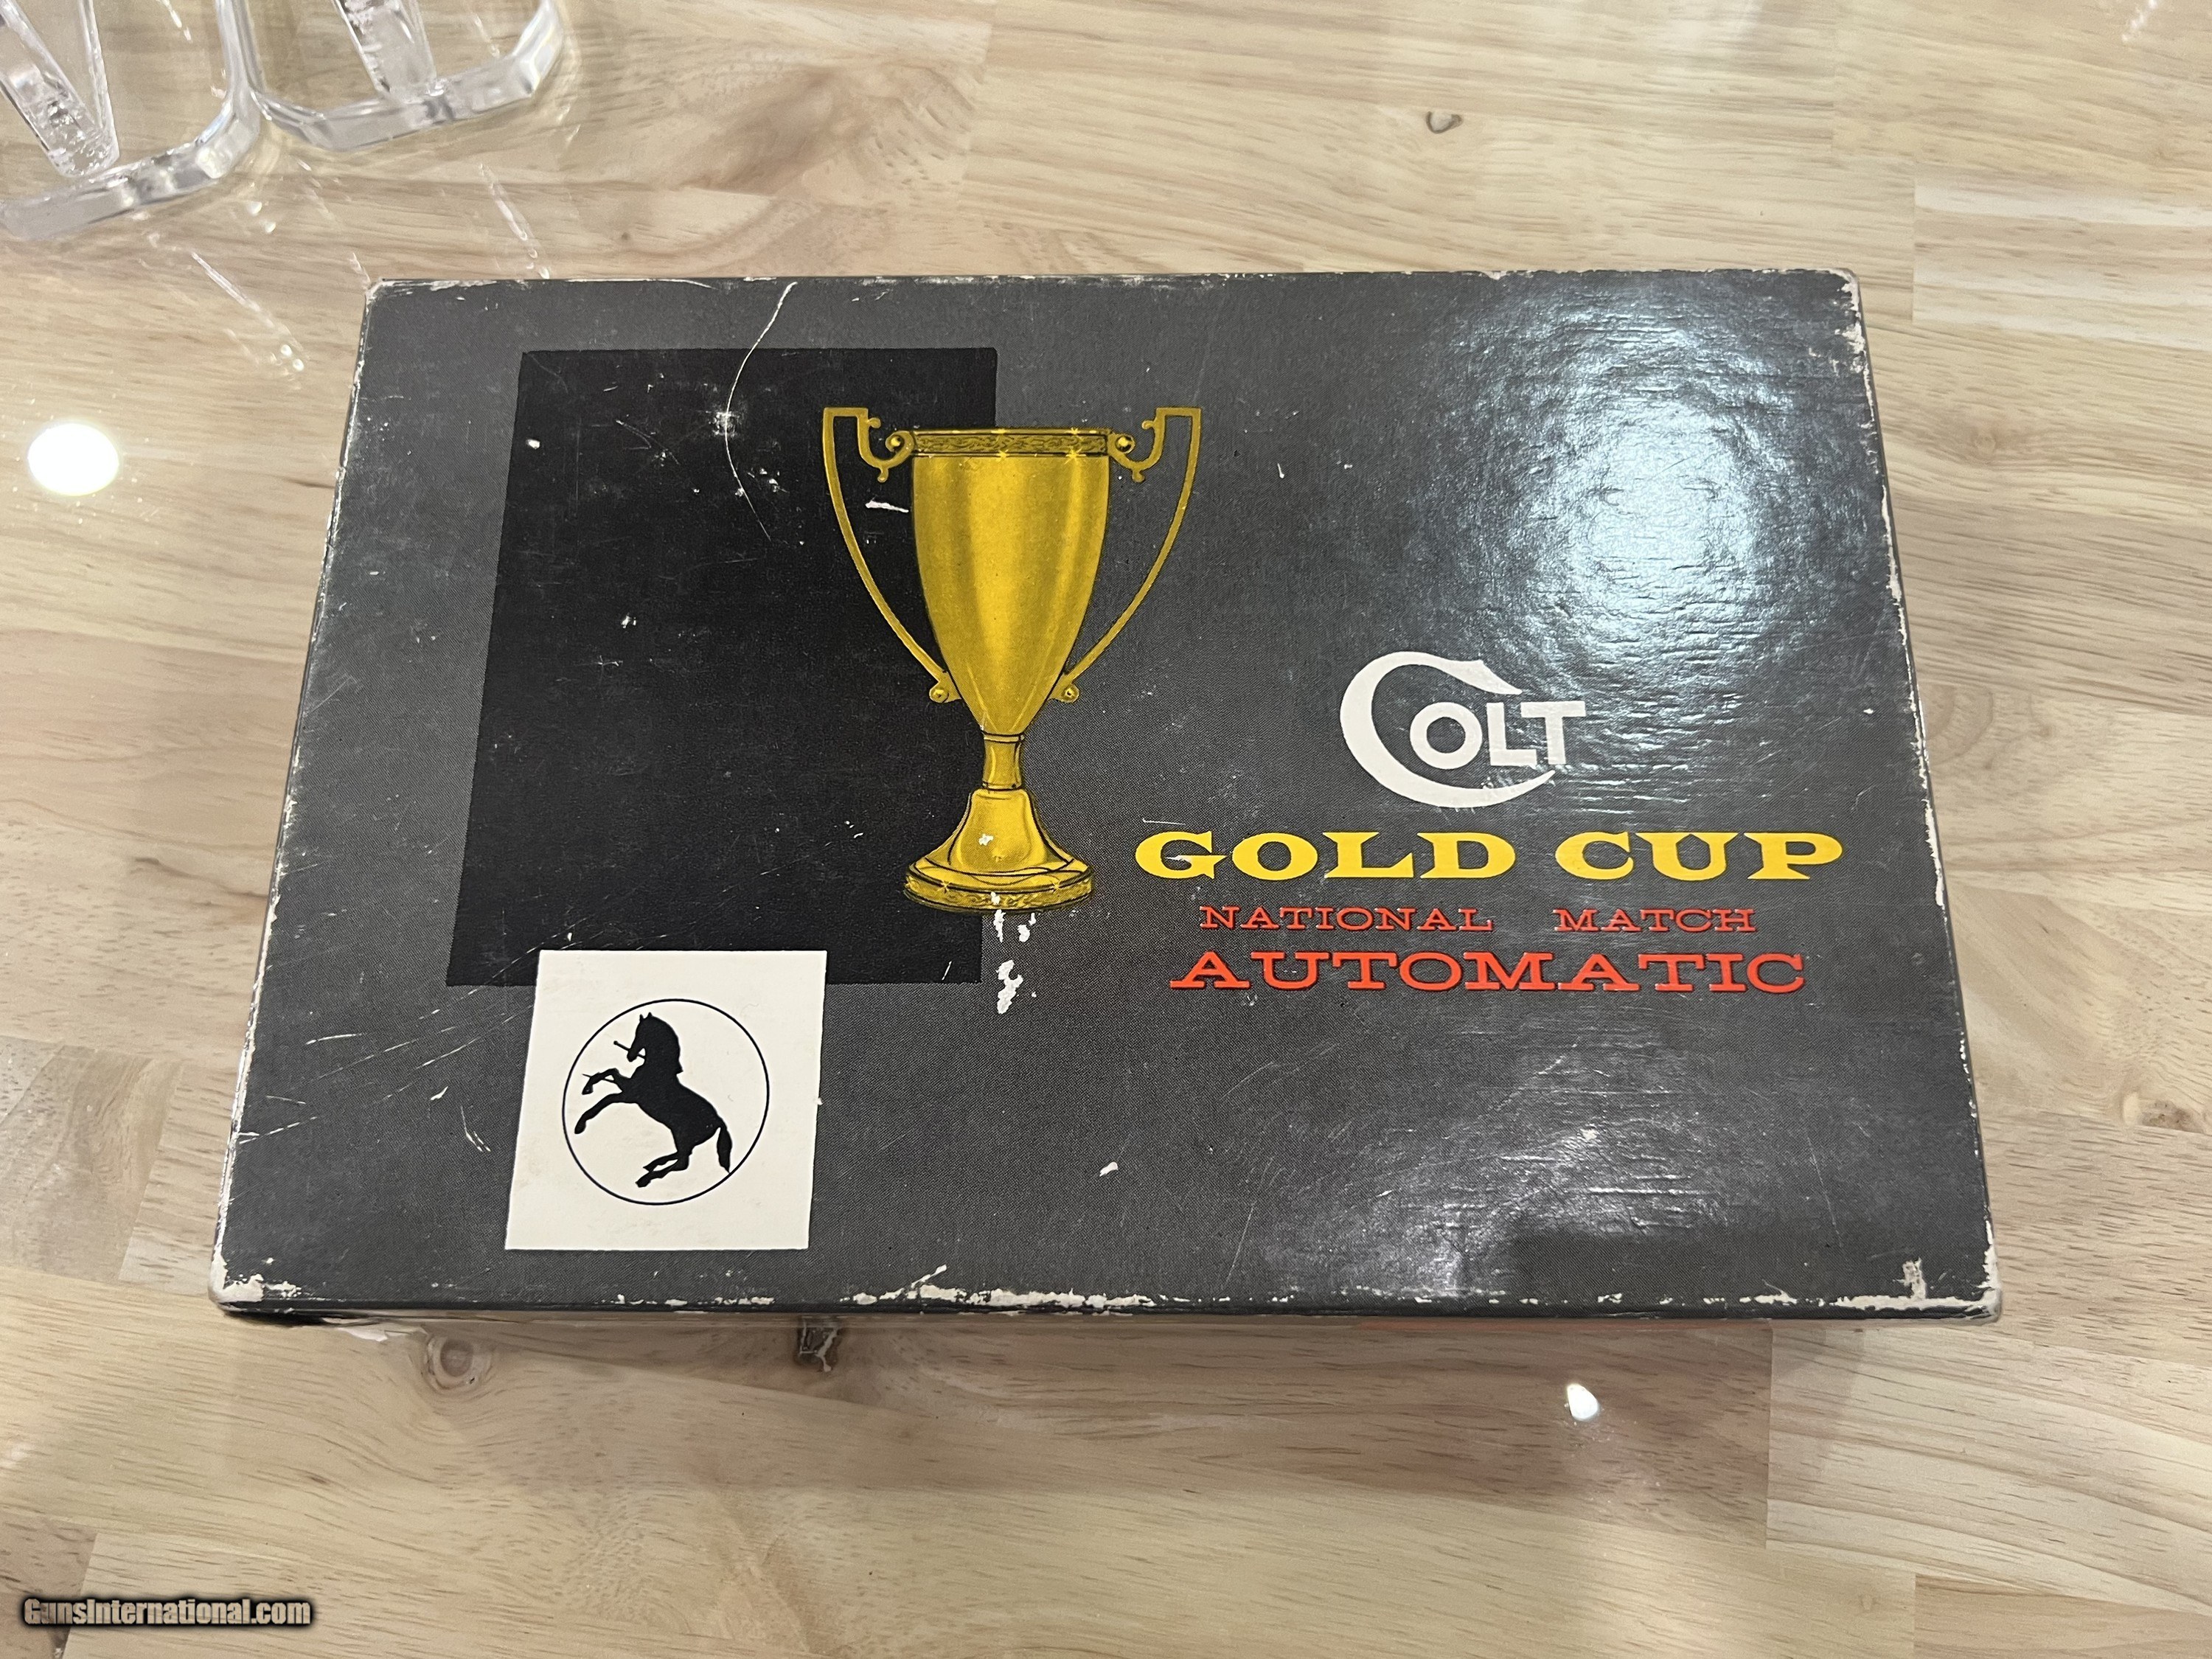 COLT
GOLD CUP
NATIONAL MATCH
AUTOMATIC
GunsInternational.com